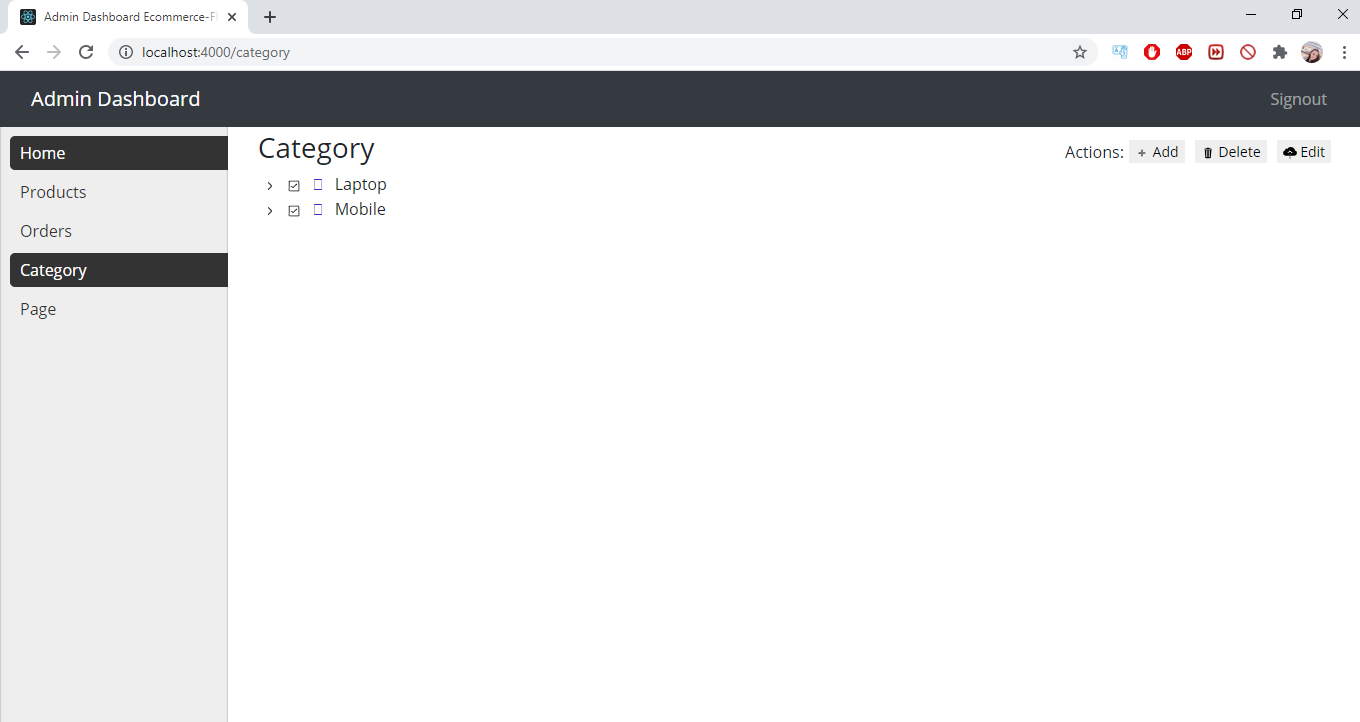 Admin Dashboard Ecommerce-Fl
localhost:4000/category
ABP
Admin Dashboard
Signout
Home
Products
Orders
Category
Page
Category
Actions: + Add Delete Edit
Laptop
Mobile